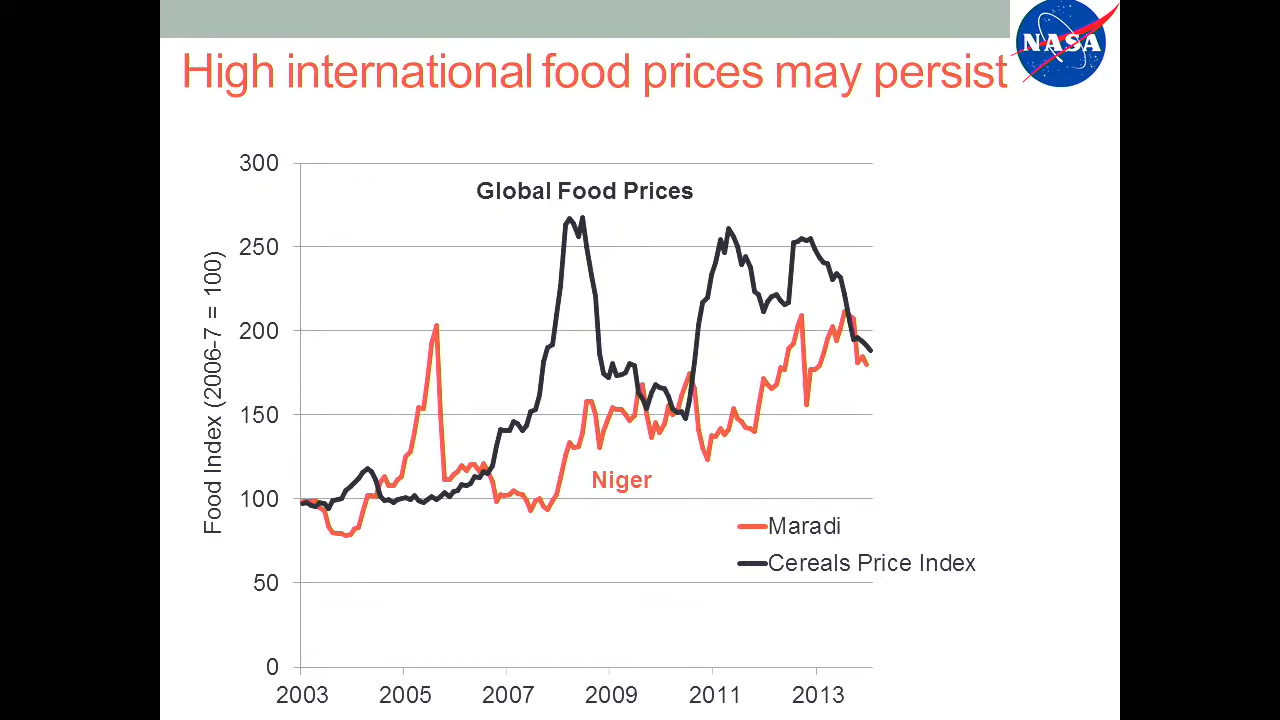 High international food prices may persist
NASA
300
250
200
150
100
50
0
Food Index (2006-7 = 100)
Global Food Prices
Niger
Maradi
Cereals Price Index
2003 2005 2007 2009 2011 2013